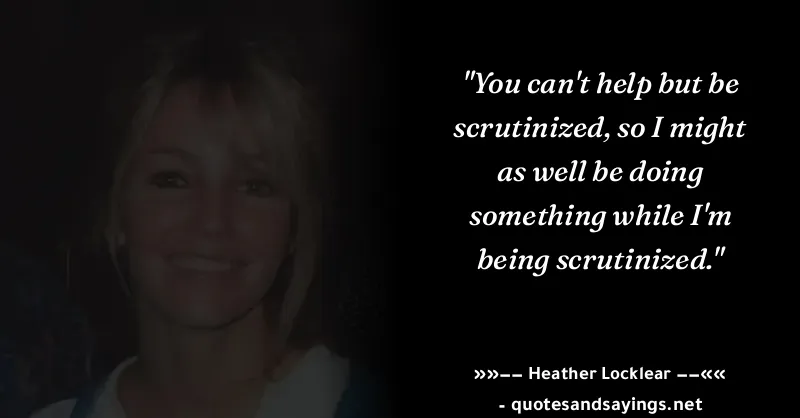 "You can't help but be
scrutinized, so I might
as well be doing
something while I'm
being scrutinized."
»»–– Heather Locklear ––««
- quotesandsayings.net